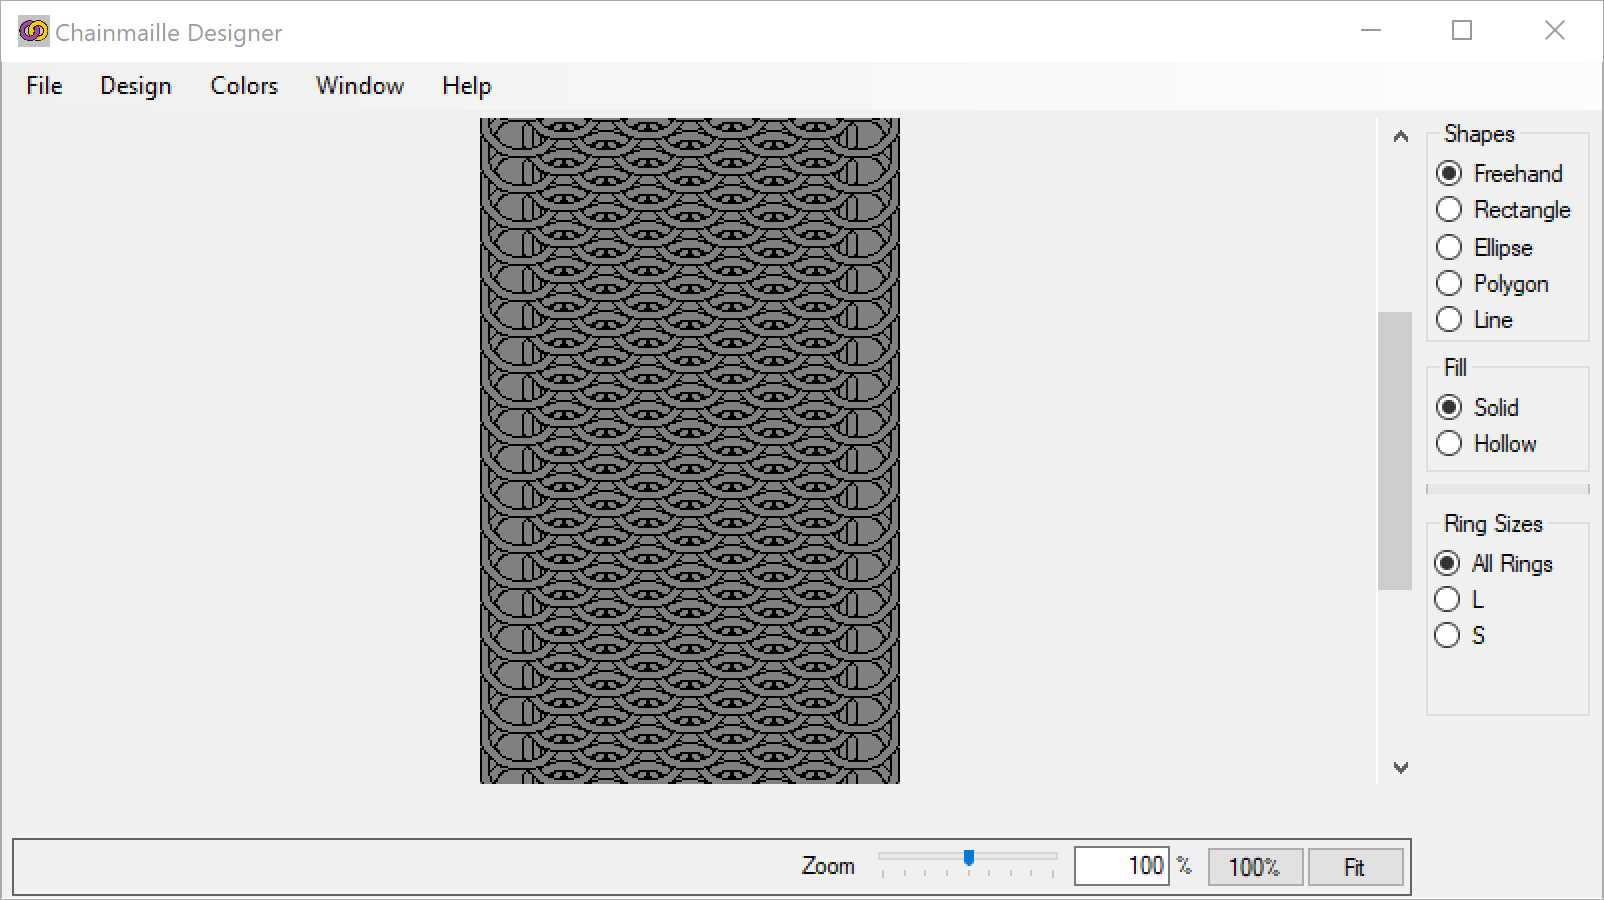 Chainmaille Designer
File Design Colors Window Help
Shapes
Freehand
Rectangle
Ellipse
Polygon
Line
Fill
Solid
Hollow
Ring Sizes
All Rings
L
S
Zoom 100 % 100% Fit